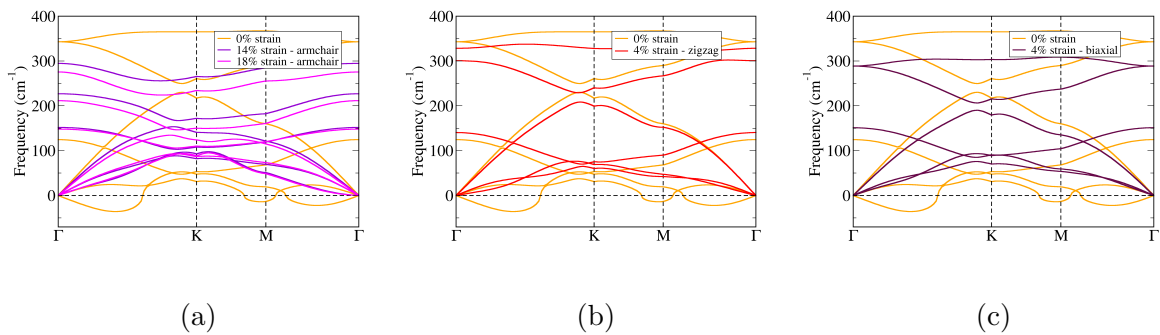 400
300
200
100
0
Frequency (cm⁻¹)
Γ K M Γ
0% strain
14% strain - armchair
18% strain - armchair
(a)
400
300
200
100
0
Frequency (cm⁻¹)
Γ K M Γ
0% strain
4% strain - zigzag
(b)
400
300
200
100
0
Frequency (cm⁻¹)
Γ K M Γ
0% strain
4% strain - biaxial
(c)